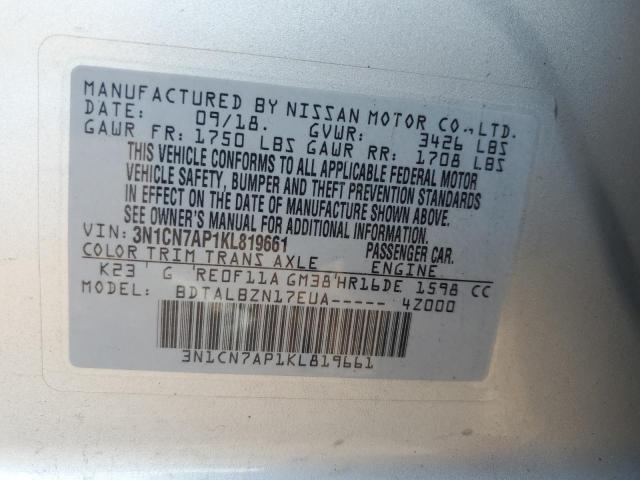 MANUFACTURED BY NISSAN MOTOR CO., LTD.
DATE: 09/18. GVWR: 3426 LBS
GAWR FR: 1750 LBS GAWR RR: 1708 LBS
THIS VEHICLE CONFORMS TO ALL APPLICABLE FEDERAL MOTOR
VEHICLE SAFETY, BUMPER AND THEFT PREVENTION STANDARDS
IN EFFECT ON THE DATE OF MANUFACTURE SHOWN ABOVE.
SEE OWNER'S MANUAL FOR ADDITIONAL INFORMATION.
VIN: 3N1CN7AP1KL819661 PASSENGER CAR.
COLOR TRIM TRANS AXLE ENGINE
K23 G RE0F11A GM38 HR16DE 1598 CC
MODEL: BDTALBZN17EUA----- 4Z000
3N1CN7AP1KL819661